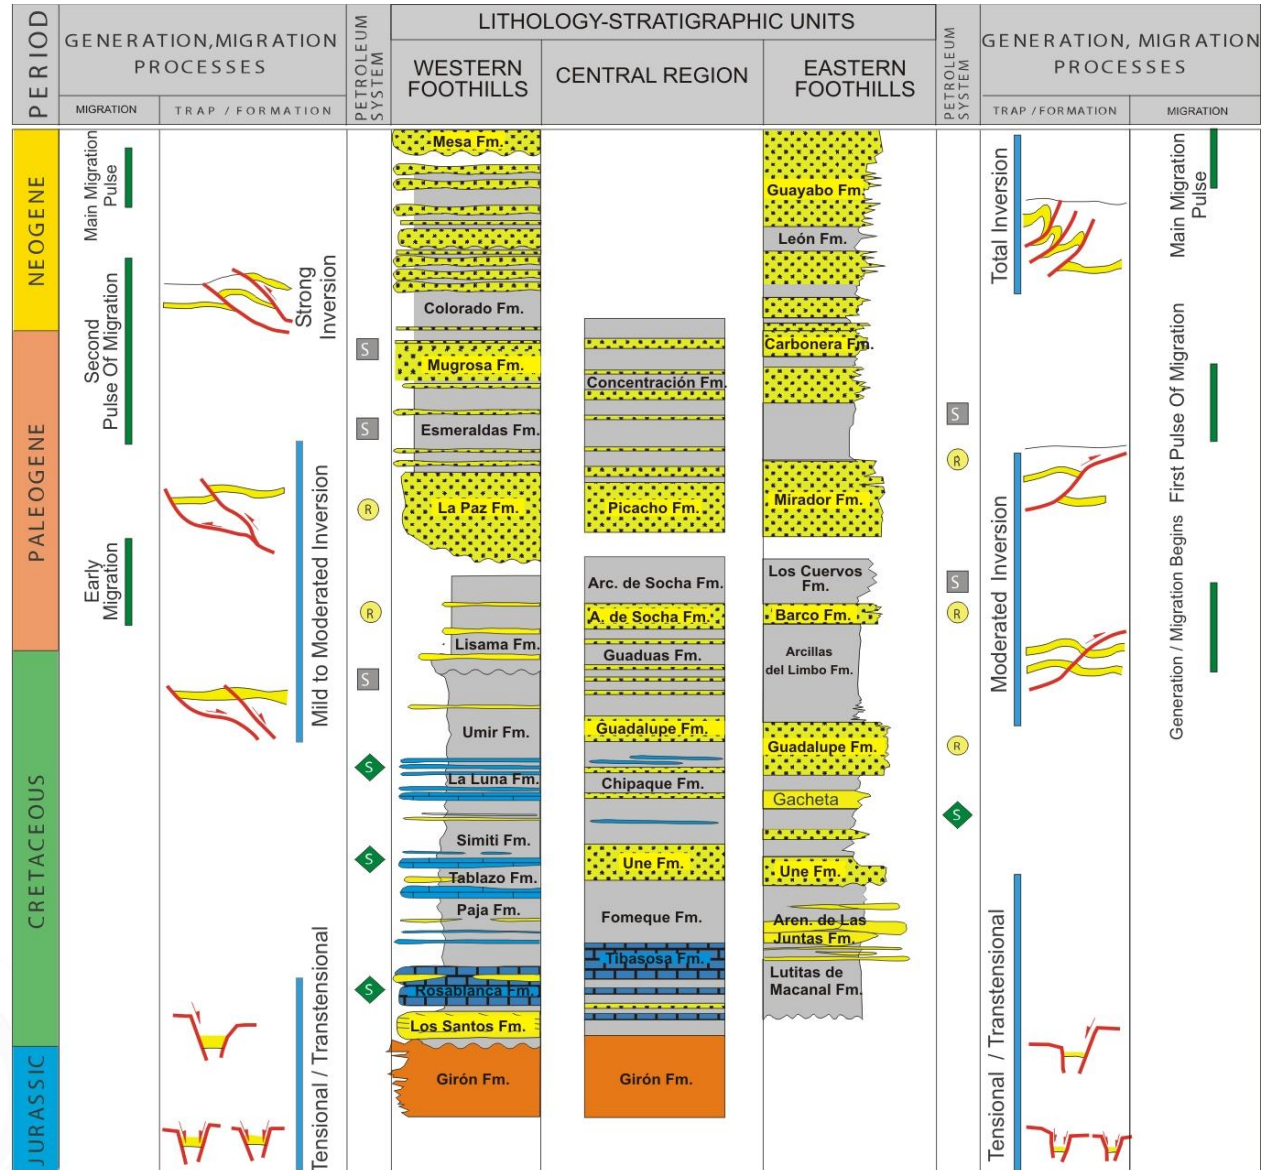 PERIOD
GENERATION,MIGRATION
PROCESSES
MIGRATION
TRAP / FORMATION
PETROLEUM
SYSTEM
LITHOLOGY-STRATIGRAPHIC UNITS
WESTERN
FOOTHILLS
CENTRAL REGION
EASTERN
FOOTHILLS
PETROLEUM
SYSTEM
GENERATION, MIGRATION
PROCESSES
TRAP / FORMATION
MIGRATION
NEOGENE
PALEOGENE
CRETACEOUS
JURASSIC
Main Migration
Pulse
Second
Pulse Of Migration
Early
Migration
Strong
Inversion
Mild to Moderated Inversion
Tensional / Transtensional
S
S
R
R
S
S
S
S
Mesa Fm.
Colorado Fm.
Mugrosa Fm.
Esmeraldas Fm.
La Paz Fm.
Lisama Fm.
Umir Fm.
La Luna Fm.
Simiti Fm.
Tablazo Fm.
Paja Fm.
Rosablanca Fm.
Los Santos Fm.
Girón Fm.
Concentración Fm.
Picacho Fm.
Arc. de Socha Fm.
A. de Socha Fm.
Guaduas Fm.
Guadalupe Fm.
Chipaque Fm.
Une Fm.
Fomeque Fm.
Tibasosa Fm.
Girón Fm.
Guayabo Fm.
León Fm.
Carbonera Fm.
Mirador Fm.
Los Cuervos
Fm.
Barco Fm.
Arcillas
del Limbo Fm.
Guadalupe Fm.
Gacheta
Une Fm.
Aren. de Las
Juntas Fm.
Lutitas de
Macanal Fm.
S
R
S
R
R
S
Total Inversion
Moderated Inversion
Tensional / Transtensional
Main Migration
Pulse
First Pulse Of Migration
Generation / Migration Begins